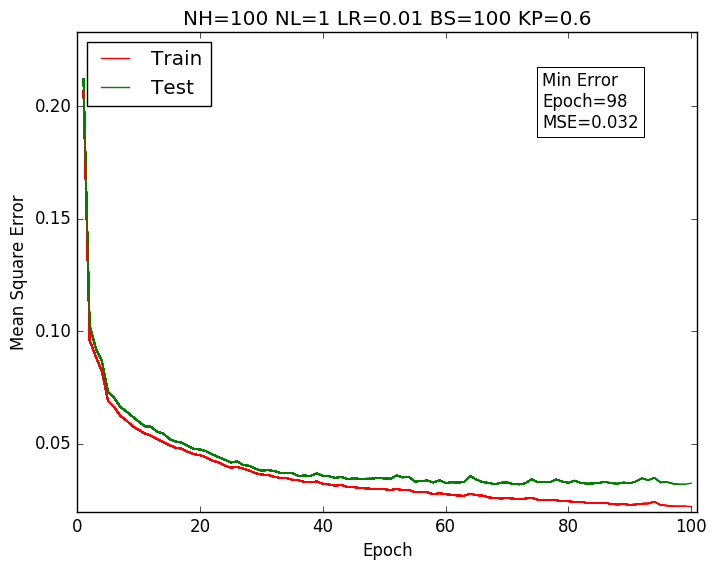 NH=100 NL=1 LR=0.01 BS=100 KP=0.6
Train
Test
Min Error
Epoch=98
MSE=0.032
Mean Square Error
0.20
0.15
0.10
0.05
0 20 40 60 80 100
Epoch